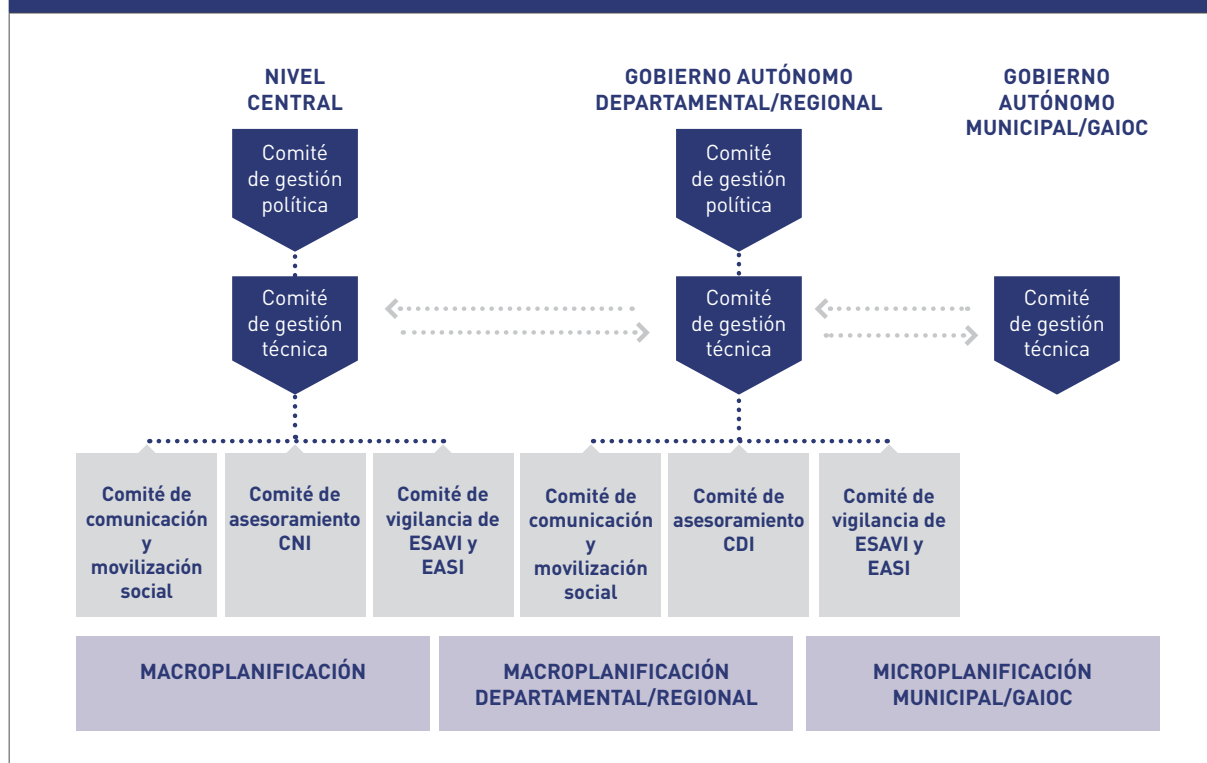 NIVEL
CENTRAL
GOBIERNO AUTÓNOMO
DEPARTAMENTAL/REGIONAL
GOBIERNO
AUTÓNOMO
MUNICIPAL/GAIOC
Comité
de gestión
política
Comité
de gestión
política
Comité
de gestión
técnica
Comité
de gestión
técnica
Comité
de gestión
técnica
Comité de
comunicación
y
movilización
social
Comité de
asesoramiento
CNI
Comité de
vigilancia de
ESAVI y
EASI
Comité de
comunicación
y
movilización
social
Comité de
asesoramiento
CDI
Comité de
vigilancia de
ESAVI y
EASI
MACROPLANIFICACIÓN
MACROPLANIFICACIÓN
DEPARTAMENTAL/REGIONAL
MICROPLANIFICACIÓN
MUNICIPAL/GAIOC